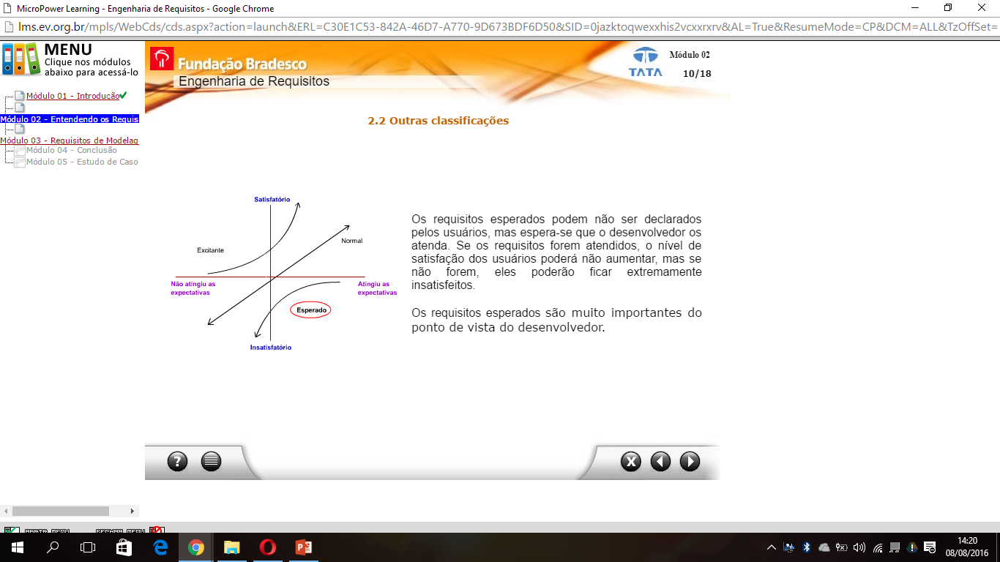 MicroPower Learning - Engenharia de Requisitos - Google Chrome
lms.ev.org.br/mpls/WebCds/cds.aspx?action=launch&ERL=C30E1C53-842A-46D7-A770-9D673BDF6D50&SID=0jazktoqwexxhis2vcxxrxrv&AL=True&ResumeMode=CP&DCM=ALL&TzOffSet=
MENU
Clique nos módulos
abaixo para acessá-lo
Módulo 01 - Introdução
Módulo 02 - Entendendo os Requis
Módulo 03 - Requisitos de Modelag
Módulo 04 - Conclusão
Módulo 05 - Estudo de Caso
Fundação Bradesco
Engenharia de Requisitos
TATA
Módulo 02
10/18
2.2 Outras classificações
Satisfatório
Excitante
Normal
Não atingiu as
expectativas
Atingiu as
expectativas
Esperado
Insatisfatório
Os requisitos esperados podem não ser declarados
pelos usuários, mas espera-se que o desenvolvedor os
atenda. Se os requisitos forem atendidos, o nível de
satisfação dos usuários poderá não aumentar, mas se
não forem, eles poderão ficar extremamente
insatisfeitos.
Os requisitos esperados são muito importantes do
ponto de vista do desenvolvedor.
14:20
08/08/2016